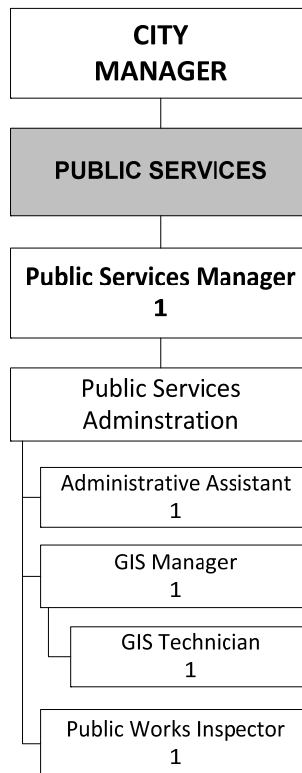 CITY
MANAGER
PUBLIC SERVICES
Public Services Manager
1
Public Services
Adminstration
Administrative Assistant
1
GIS Manager
1
GIS Technician
1
Public Works Inspector
1